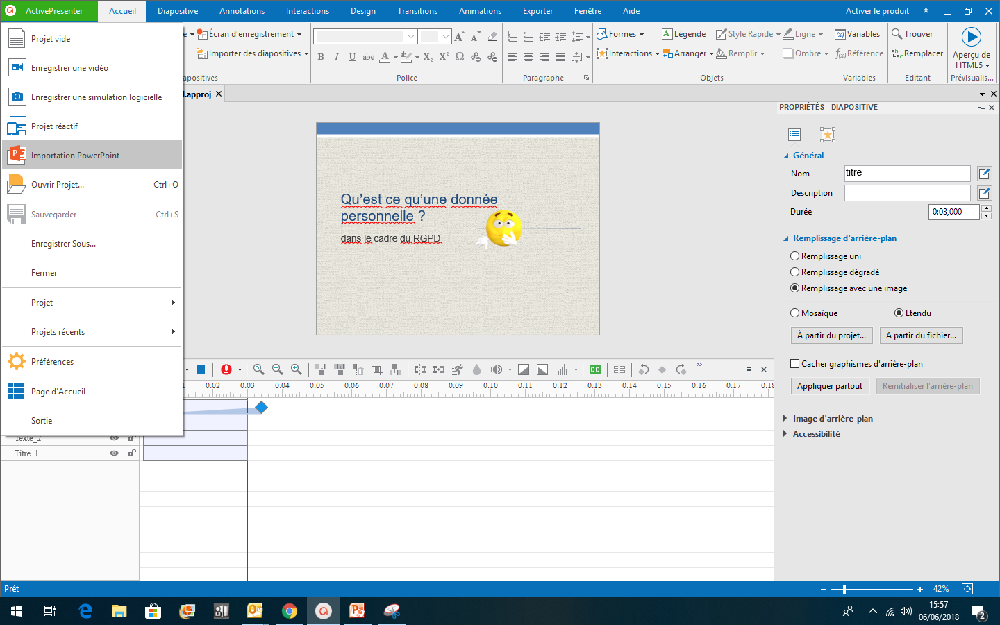 ActivePresenter
Accueil
Diapositive
Annotations
Interactions
Design
Transitions
Animations
Exporter
Fenêtre
Aide
Activer le produit
Projet vide
Enregistrer une vidéo
Enregistrer une simulation logicielle
Projet réactif
Importation PowerPoint
Ouvrir Projet... Ctrl+O
Sauvegarder Ctrl+S
Enregistrer Sous...
Fermer
Projet
Projets récents
Préférences
Page d'Accueil
Sortie
Écran d'enregistrement
Importer des diapositives
apositives
B I U abc A ab X₂ X² Ω
Police
Paragraphe
Formes
Légende
Style Rapide
Ligne
Interactions
Arranger
Remplir
Ombre
Objets
Variables
Référence
Variables
Trouver
Remplacer
Editant
Aperçu de
HTML5
Prévisualis...
l.approj
Qu'est ce qu'une donnée
personnelle ?
dans le cadre du RGPD
PROPRIÉTÉS - DIAPOSITIVE
Général
Nom titre
Description
Durée 0:03,000
Remplissage d'arrière-plan
Remplissage uni
Remplissage dégradé
Remplissage avec une image
Mosaïque Etendu
À partir du projet... A partir du fichier...
Cacher graphismes d'arrière-plan
Appliquer partout Réinitialiser l'arrière-plan
Image d'arrière-plan
Accessibilité
CC
1 0:02 0:03 0:04 0:05 0:06 0:07 0:08 0:09 0:10 0:11 0:12 0:13 0:14 0:15 0:16 0:17 0:18
Texte_2
Titre_1
Prêt
42%
15:57
06/06/2018
2